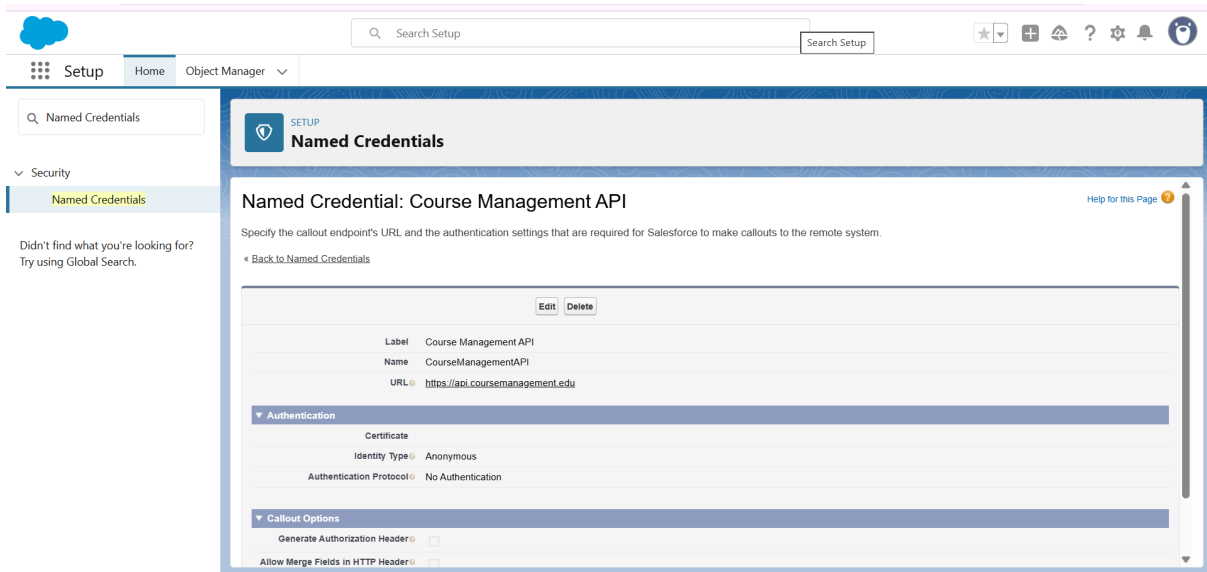 Search Setup
Search Setup
Setup
Home
Object Manager
Named Credentials
Security
Named Credentials
Didn't find what you're looking for?
Try using Global Search.
SETUP
Named Credentials
Named Credential: Course Management API
Help for this Page ?
Specify the callout endpoint's URL and the authentication settings that are required for Salesforce to make callouts to the remote system.
« Back to Named Credentials
Edit Delete
Label Course Management API
Name CourseManagementAPI
URL https://api.coursemanagement.edu
Authentication
Certificate
Identity Type Anonymous
Authentication Protocol No Authentication
Callout Options
Generate Authorization Header
Allow Merge Fields in HTTP Header